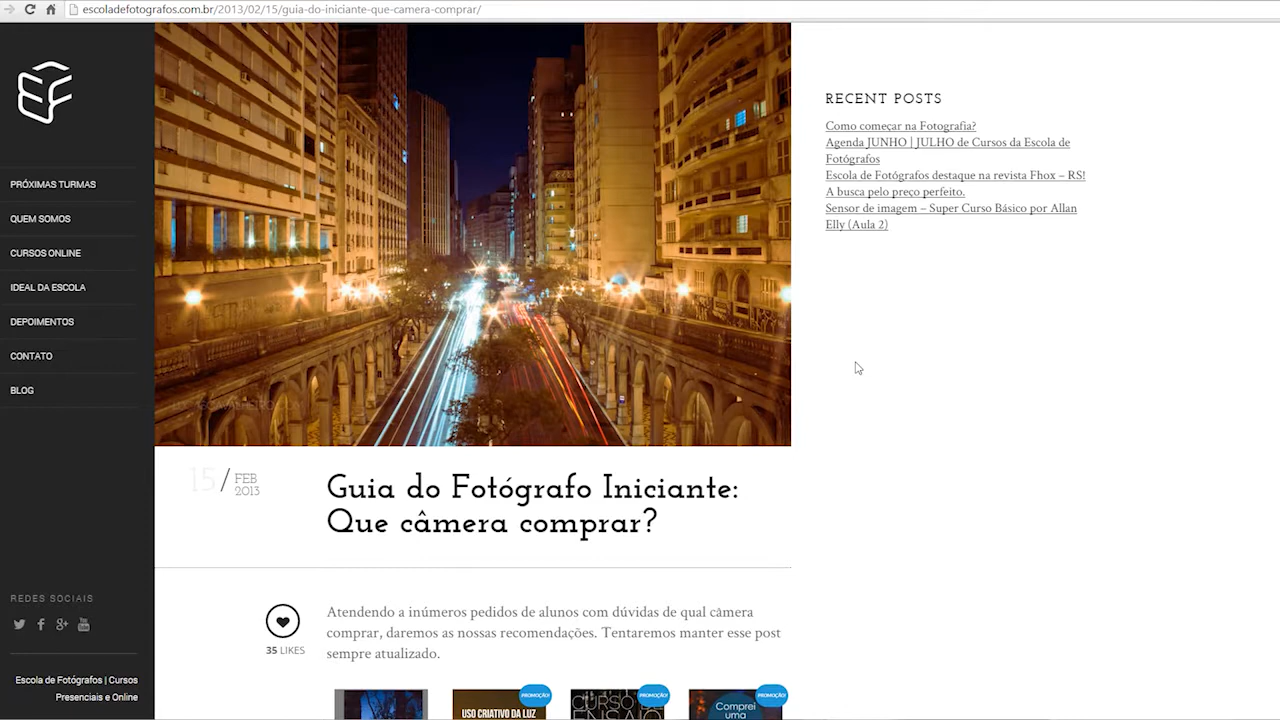 escoladefotografos.com.br/2013/02/15/guia-do-iniciante-que-camera-comprar/
EF
PRÓXIMAS TURMAS
QUEM SOMOS
CURSOS ONLINE
IDEAL DA ESCOLA
DEPOIMENTOS
CONTATO
BLOG
REDES SOCIAIS
Escola de Fotógrafos | Cursos
Presenciais e Online
15 / FEB
2013
Guia do Fotógrafo Iniciante:
Que câmera comprar?
35 LIKES
Atendendo a inúmeros pedidos de alunos com dúvidas de qual câmera
comprar, daremos as nossas recomendações. Tentaremos manter esse post
sempre atualizado.
PROMOÇÃO!
PROMOÇÃO!
PROMOÇÃO!
USO CRIATIVO DA LUZ
CURSO DE
ENSAIO
Comprei
uma
RECENT POSTS
Como começar na Fotografia?
Agenda JUNHO | JULHO de Cursos da Escola de
Fotógrafos
Escola de Fotógrafos destaque na revista Fhox – RS!
A busca pelo preço perfeito.
Sensor de imagem – Super Curso Básico por Allan
Elly (Aula 2)